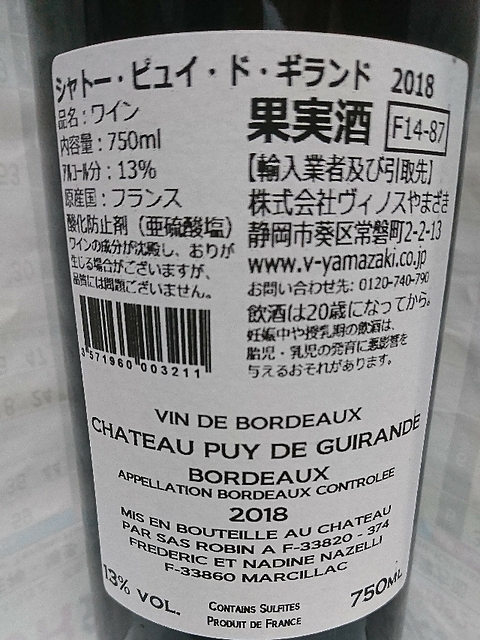 シャトー・ピュイ・ド・ギランド 2018
品名：ワイン
内容量：750ml
アルコール分：13%
原産国：フランス
酸化防止剤（亜硫酸塩）
ワインの成分が沈殿し、おりが
生じる場合がございますが、
品質には問題ございません。
3 571960 003211
果実酒 F14-87
【輸入業者及び引取先】
株式会社ヴィノスやまざき
静岡市葵区常磐町2-2-13
www.v-yamazaki.co.jp
お問い合わせ先：0120-740-790
飲酒は20歳になってから。
妊娠中や授乳期の飲酒は、
胎児・乳児の発育に悪影響を
与えるおそれがあります。
VIN DE BORDEAUX
CHATEAU PUY DE GUIRANDE
BORDEAUX
APPELLATION BORDEAUX CONTROLEE
2018
MIS EN BOUTEILLE AU CHATEAU
PAR SAS ROBIN A F-33820 - 374
FREDERIC ET NADINE NAZELLI
F-33860 MARCILLAC
13% VOL.
CONTAINS SULFITES
PRODUIT DE FRANCE
750ML